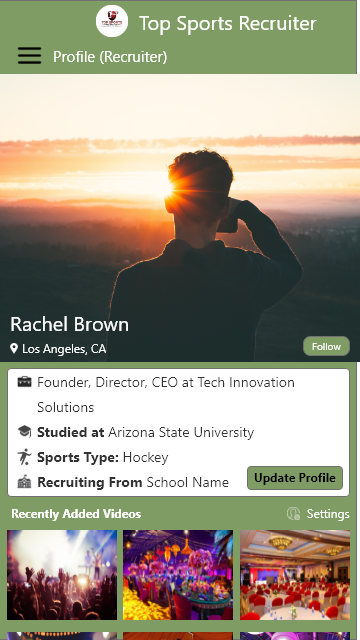 Top Sports Recruiter
Profile (Recruiter)
Rachel Brown
Los Angeles, CA
Follow
Founder, Director, CEO at Tech Innovation
Solutions
Studied at Arizona State University
Sports Type: Hockey
Recruiting From School Name
Update Profile
Recently Added Videos
Settings